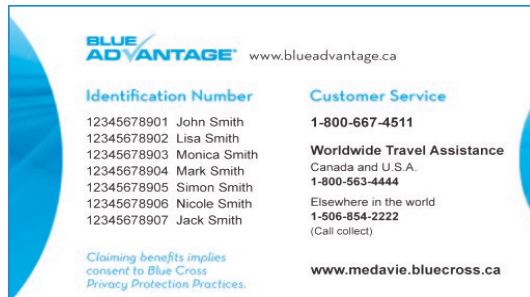 BLUE
ADVANTAGE® www.blueadvantage.ca
Identification Number
12345678901 John Smith
12345678902 Lisa Smith
12345678903 Monica Smith
12345678904 Mark Smith
12345678905 Simon Smith
12345678906 Nicole Smith
12345678907 Jack Smith
Claiming benefits implies
consent to Blue Cross
Privacy Protection Practices.
Customer Service
1-800-667-4511
Worldwide Travel Assistance
Canada and U.S.A.
1-800-563-4444
Elsewhere in the world
1-506-854-2222
(Call collect)
www.medavie.bluecross.ca